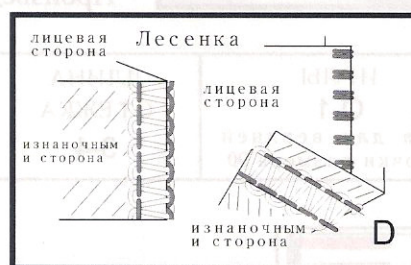 Лесенка
лицевая
сторона
изнаночным
и сторона
лицевая
сторона
изнаночным
и сторона
D